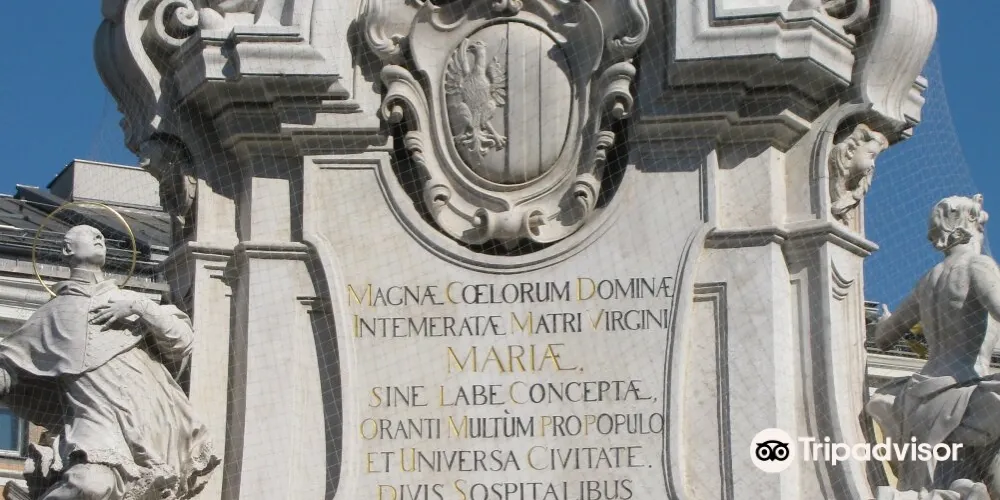 MAGNÆ CŒLORUM DOMINÆ
INTEMERATÆ MATRI VIRGINI
MARIÆ,
SINE LABE CONCEPTÆ,
ORANTI MULTÙM PRO POPULO
ET UNIVERSA CIVITATE.
DIVIS SOSPITALIBUS
Tripadvisor